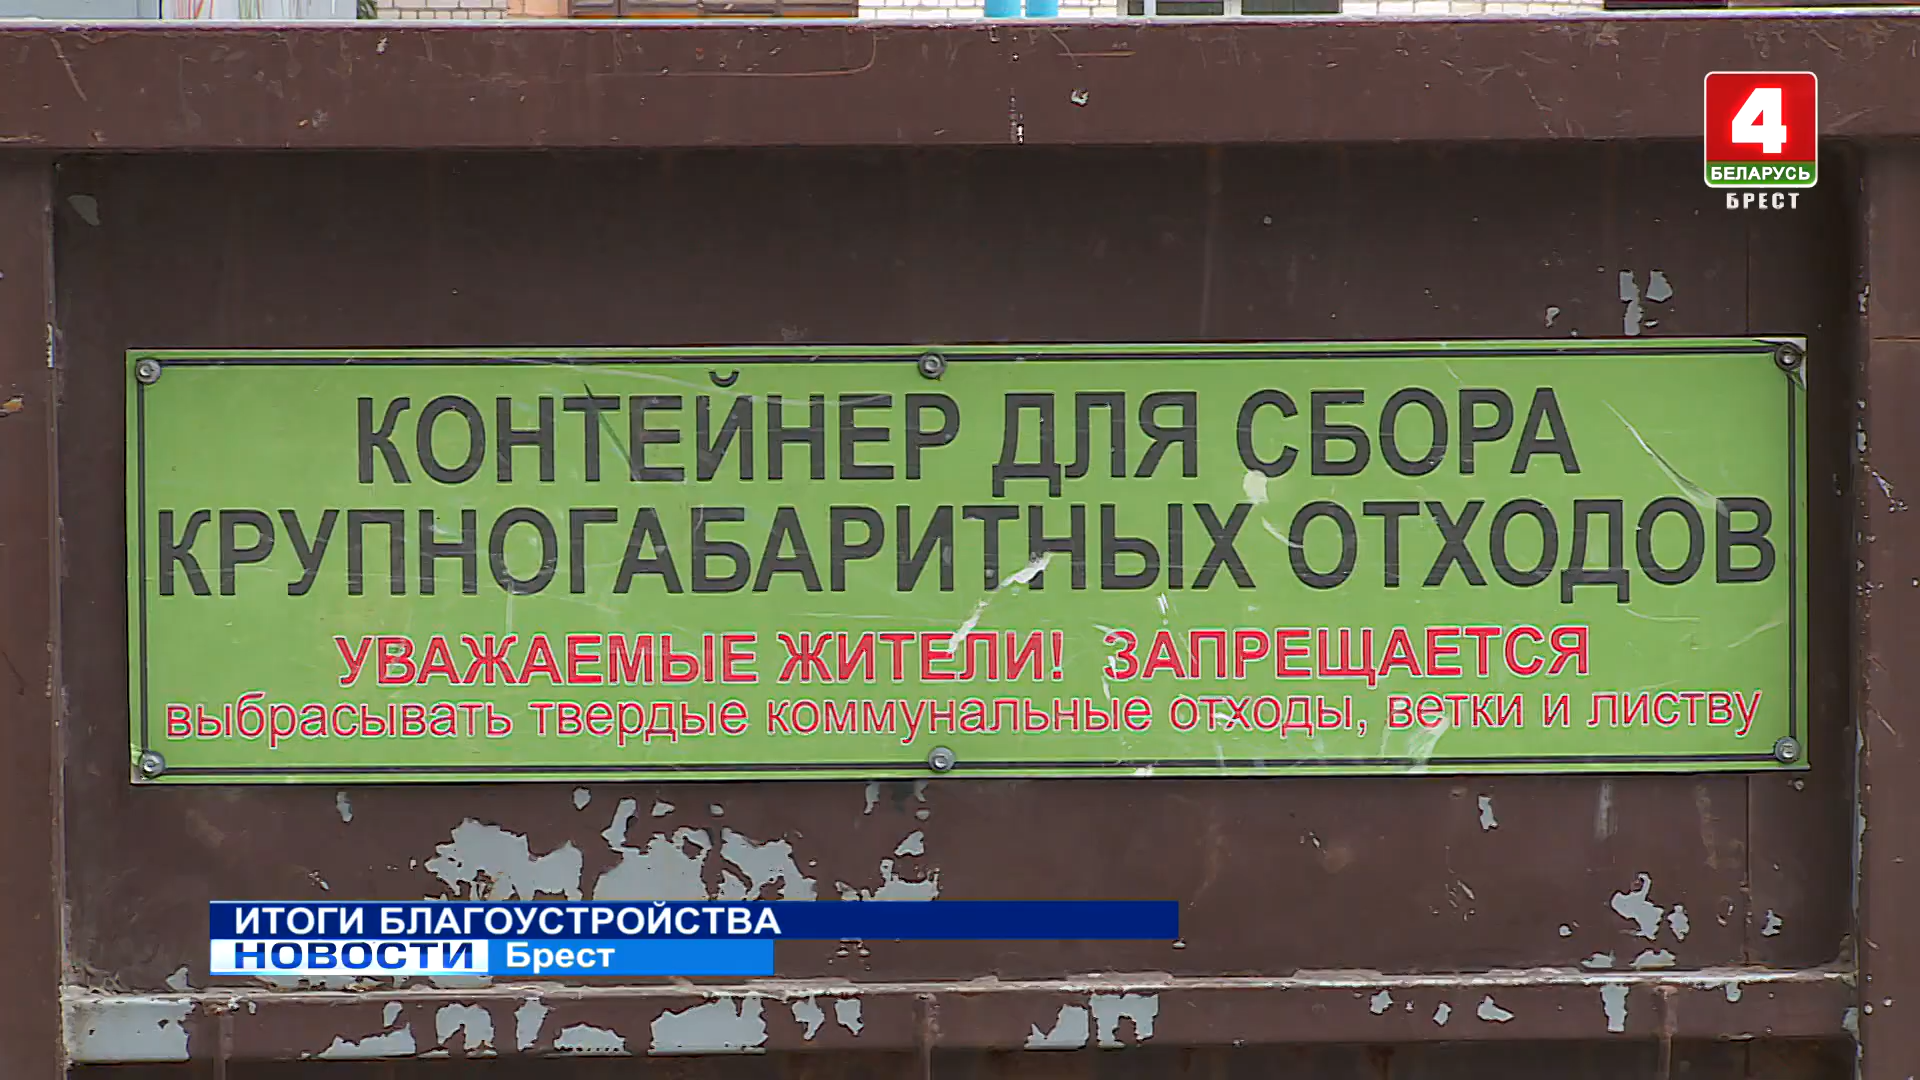 4
БЕЛАРУСЬ
БРЕСТ
КОНТЕЙНЕР ДЛЯ СБОРА
КРУПНОГАБАРИТНЫХ ОТХОДОВ
УВАЖАЕМЫЕ ЖИТЕЛИ! ЗАПРЕЩАЕТСЯ
выбрасывать твердые коммунальные отходы, ветки и листву
ИТОГИ БЛАГОУСТРОЙСТВА
НОВОСТИ Брест